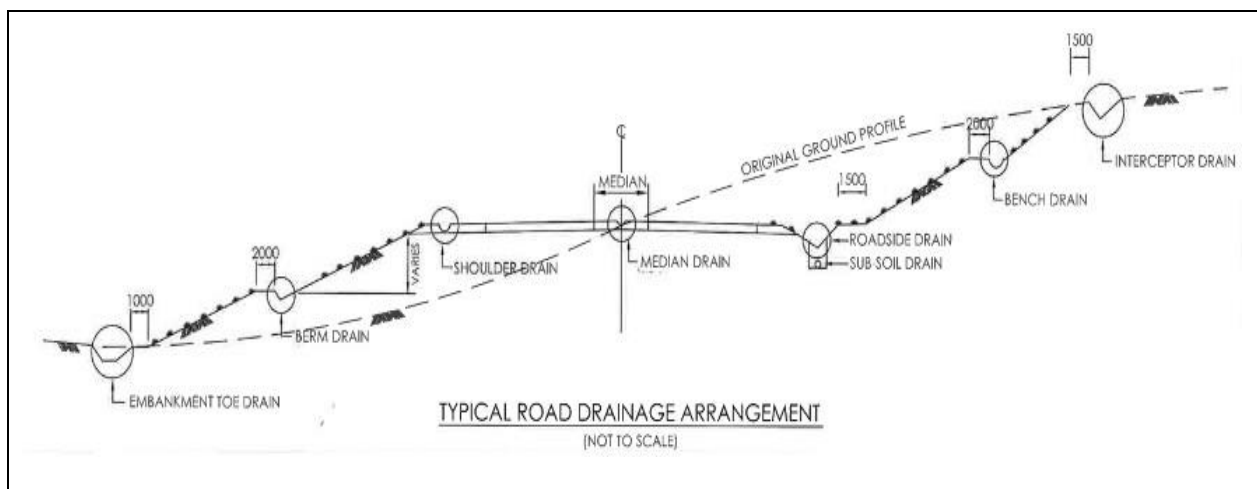 1500
INTERCEPTOR DRAIN
2000
BENCH DRAIN
ORIGINAL GROUND PROFILE
1500
ROADSIDE DRAIN
SUB SOIL DRAIN
℄
MEDIAN
MEDIAN DRAIN
SHOULDER DRAIN
VARIES
2000
BERM DRAIN
1000
EMBANKMENT TOE DRAIN
TYPICAL ROAD DRAINAGE ARRANGEMENT
(NOT TO SCALE)